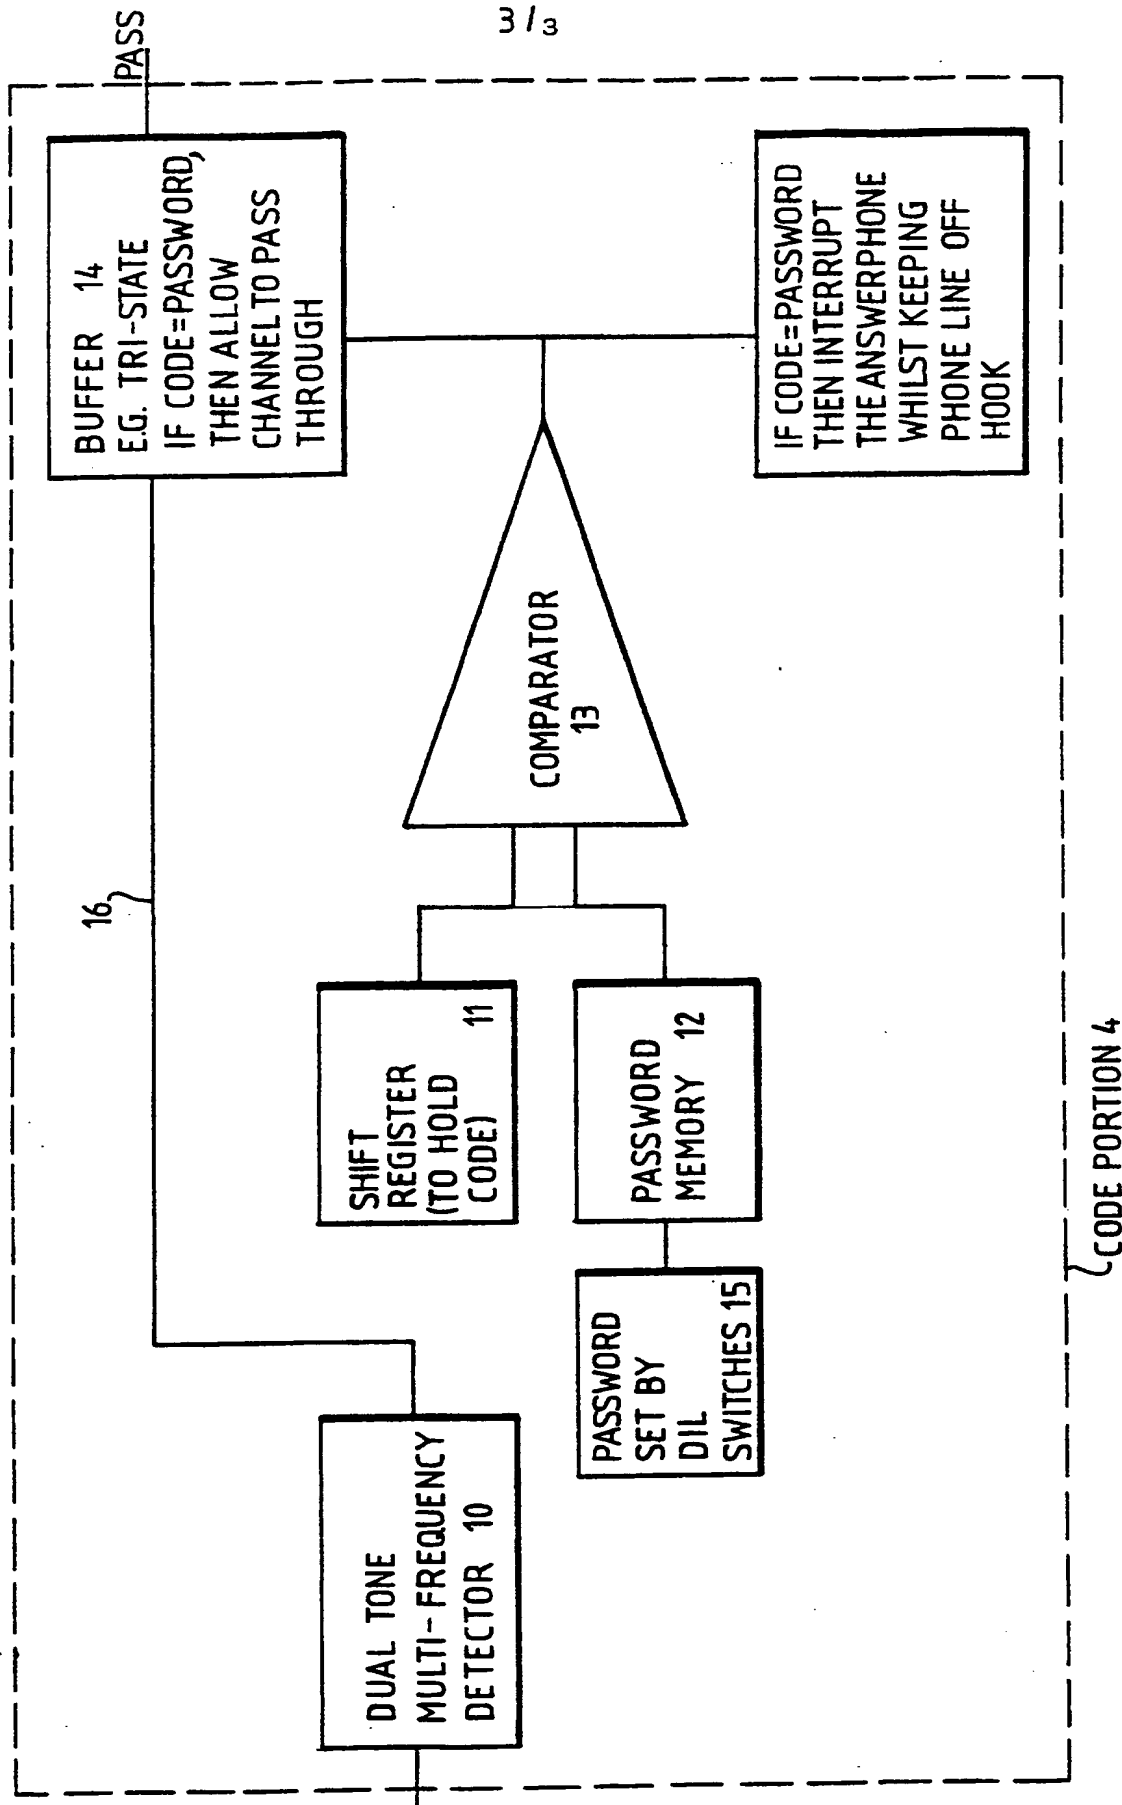 3/3
DUAL TONE
MULTI-FREQUENCY
DETECTOR 10
16
SHIFT
REGISTER
(TO HOLD
CODE) 11
PASSWORD
SET BY
DIL
SWITCHES 15
PASSWORD
MEMORY 12
COMPARATOR
13
BUFFER 14
E.G. TRI-STATE
IF CODE=PASSWORD,
THEN ALLOW
CHANNEL TO PASS
THROUGH
PASS
IF CODE=PASSWORD
THEN INTERRUPT
THE ANSWERPHONE
WHILST KEEPING
PHONE LINE OFF
HOOK
CODE PORTION 4